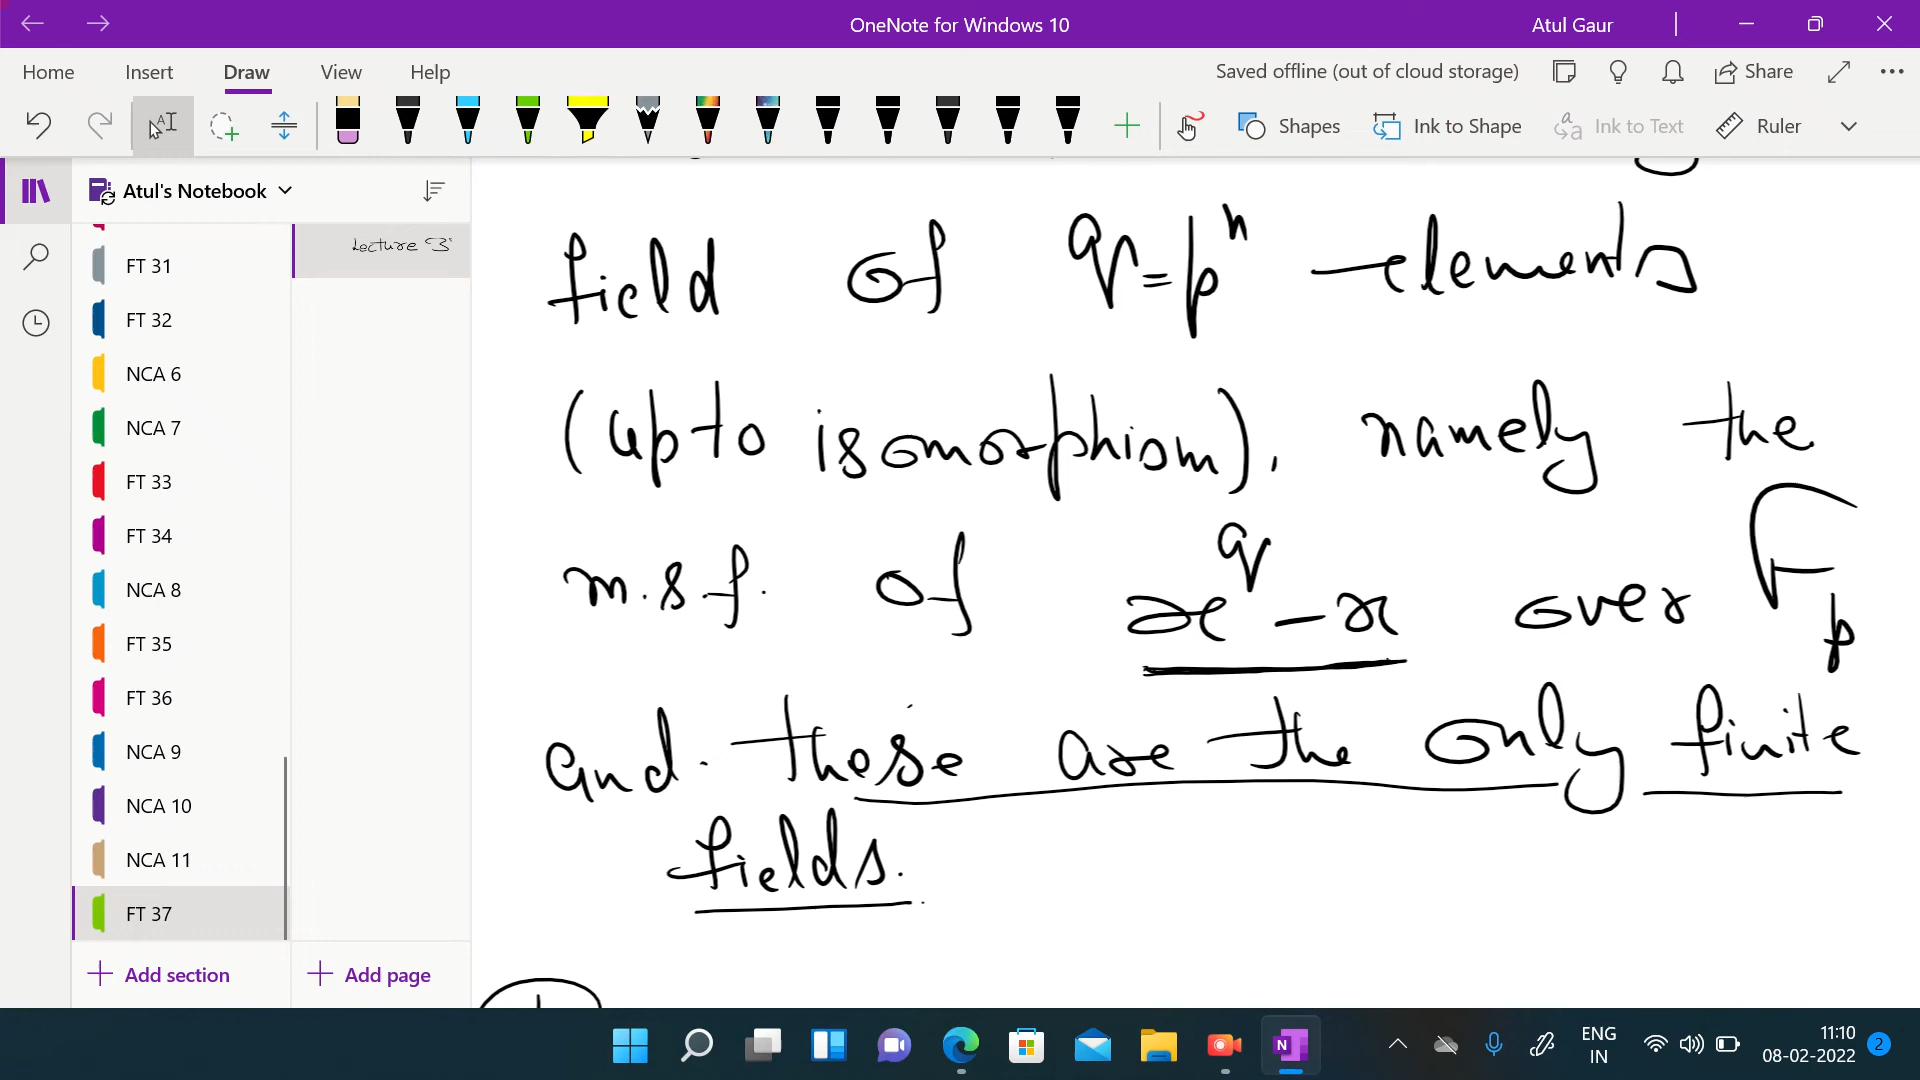 OneNote for Windows 10
Atul Gaur
Home Insert Draw View Help
Saved offline (out of cloud storage)
Share
Shapes
Ink to Shape
Ink to Text
Ruler
Atul's Notebook
FT 31
FT 32
NCA 6
NCA 7
FT 33
FT 34
NCA 8
FT 35
FT 36
NCA 9
NCA 10
NCA 11
FT 37
Add section
Lecture 3
Add page
field of q = pⁿ elements
(upto isomorphism), namely the
m.s.f. of x^q - x over F_p
and these are the only finite
fields.
ENG
IN
11:10
08-02-2022
2